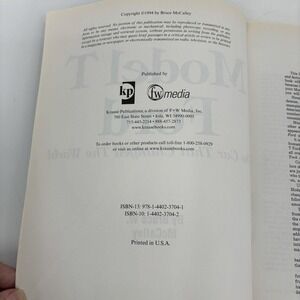 Copyright ©1994 by Bruce McCalley
All rights reserved. No portion of this publication may be reproduced or transmitted in any
form or by any means, electronic or mechanical, including photocopy, recording, or any
information storage and retrieval system, without permission in writing from the
except by a reviewer who may quote brief passages in a critical article or review to be printed
in a magazine or newspaper, or electronically transmitted on radio, television, or the Internet.
Published by
kp
fw media
Krause Publications, a division of F+W Media, Inc.
700 East State Street • Iola, WI 54990-0001
715-445-2214 • 888-457-2873
www.krausebooks.com
To order books or other products call toll-free 1-800-258-0929
or visit us online at www.krausebooks.com
ISBN-13: 978-1-4402-3704-1
ISBN-10: 1-4402-3704-2
Printed in U.S.A.